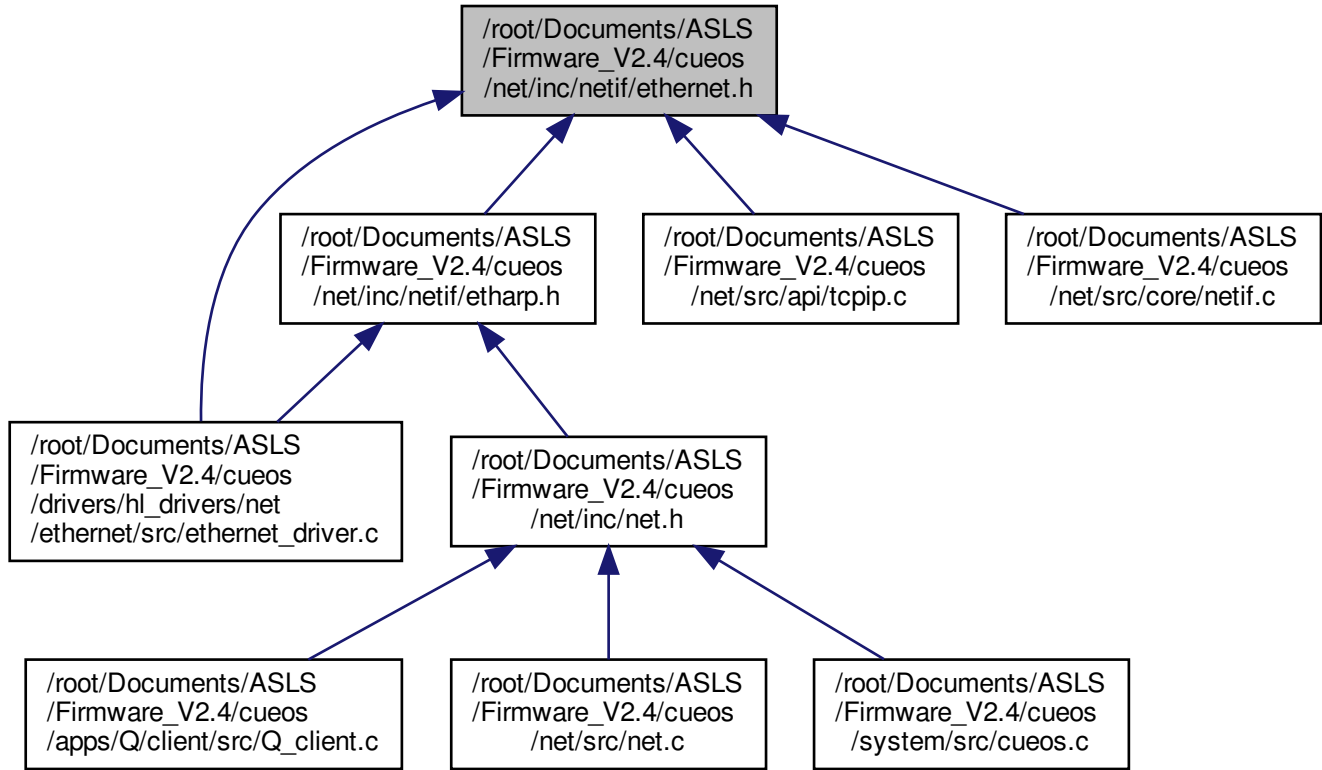 /root/Documents/ASLS
/Firmware_V2.4/cueos
/net/inc/netif/ethernet.h
/root/Documents/ASLS
/Firmware_V2.4/cueos
/net/inc/netif/etharp.h
/root/Documents/ASLS
/Firmware_V2.4/cueos
/net/src/api/tcpip.c
/root/Documents/ASLS
/Firmware_V2.4/cueos
/net/src/core/netif.c
/root/Documents/ASLS
/Firmware_V2.4/cueos
/drivers/hl_drivers/net
/ethernet/src/ethernet_driver.c
/root/Documents/ASLS
/Firmware_V2.4/cueos
/net/inc/net.h
/root/Documents/ASLS
/Firmware_V2.4/cueos
/apps/Q/client/src/Q_client.c
/root/Documents/ASLS
/Firmware_V2.4/cueos
/net/src/net.c
/root/Documents/ASLS
/Firmware_V2.4/cueos
/system/src/cueos.c